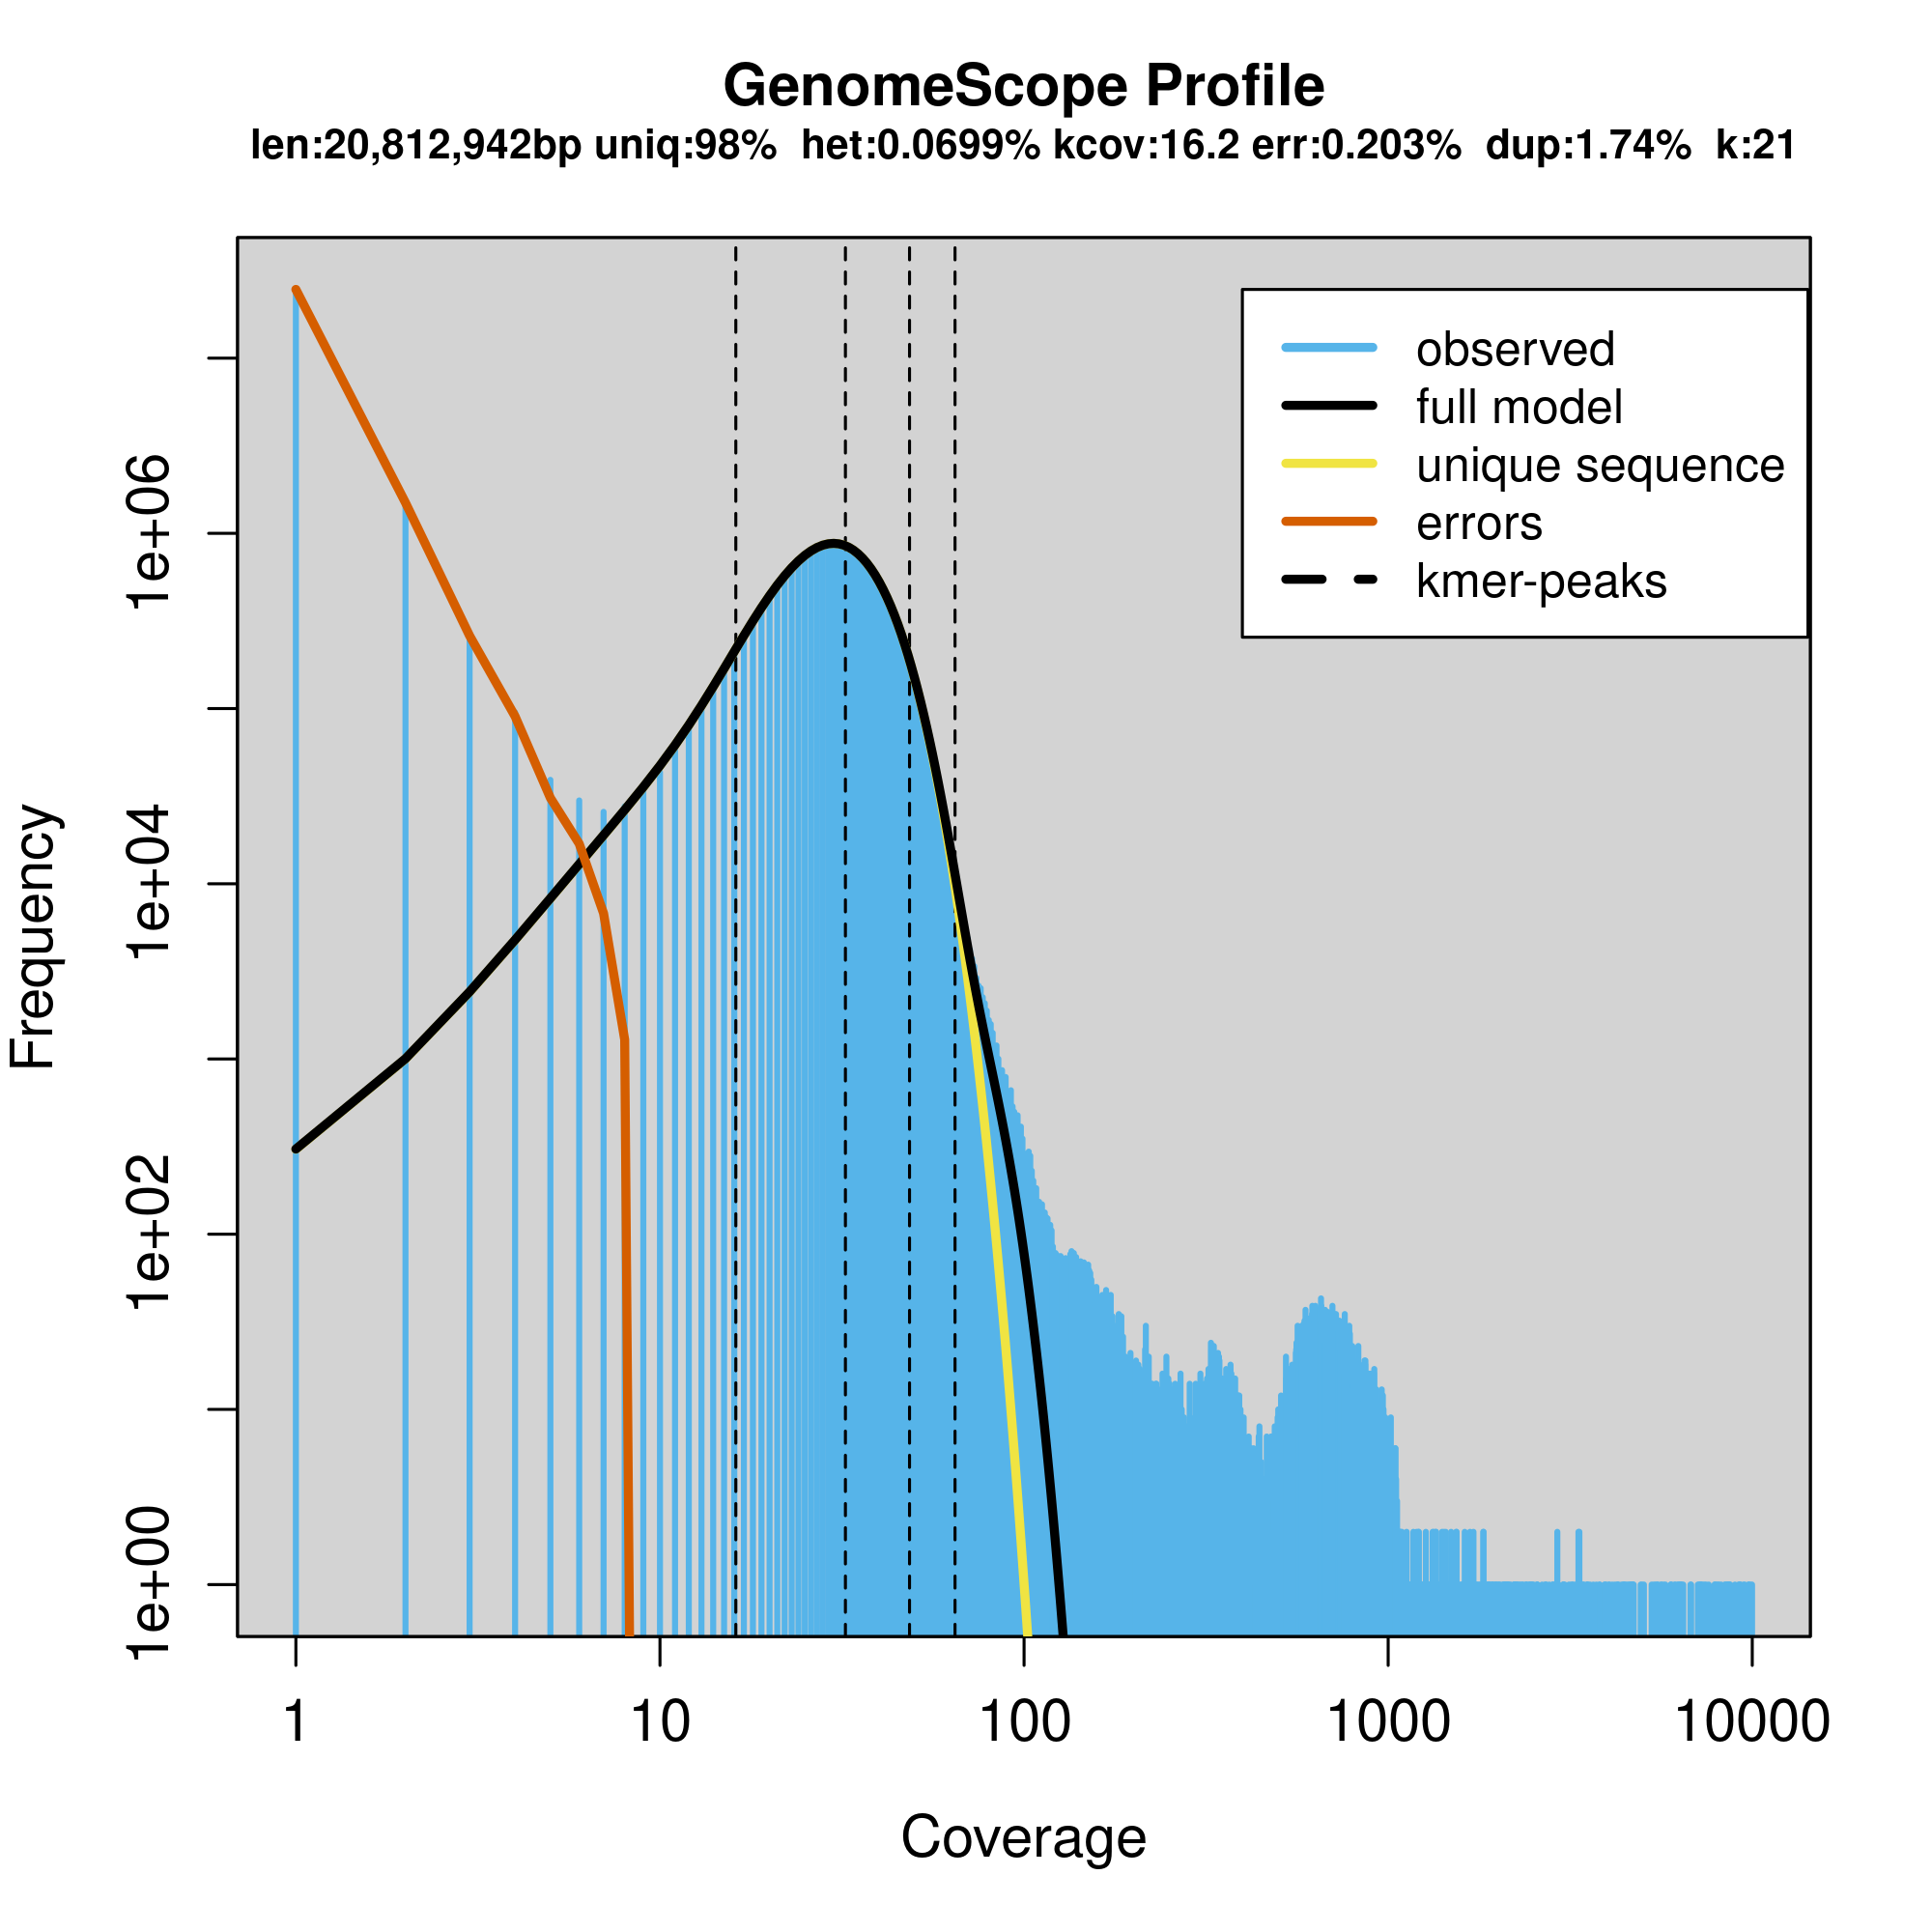 GenomeScope Profile
len:20,812,942bp uniq:98% het:0.0699% kcov:16.2 err:0.203% dup:1.74% k:21
observed
full model
unique sequence
errors
kmer-peaks
Frequency
1e+06
1e+04
1e+02
1e+00
1 10 100 1000 10000
Coverage